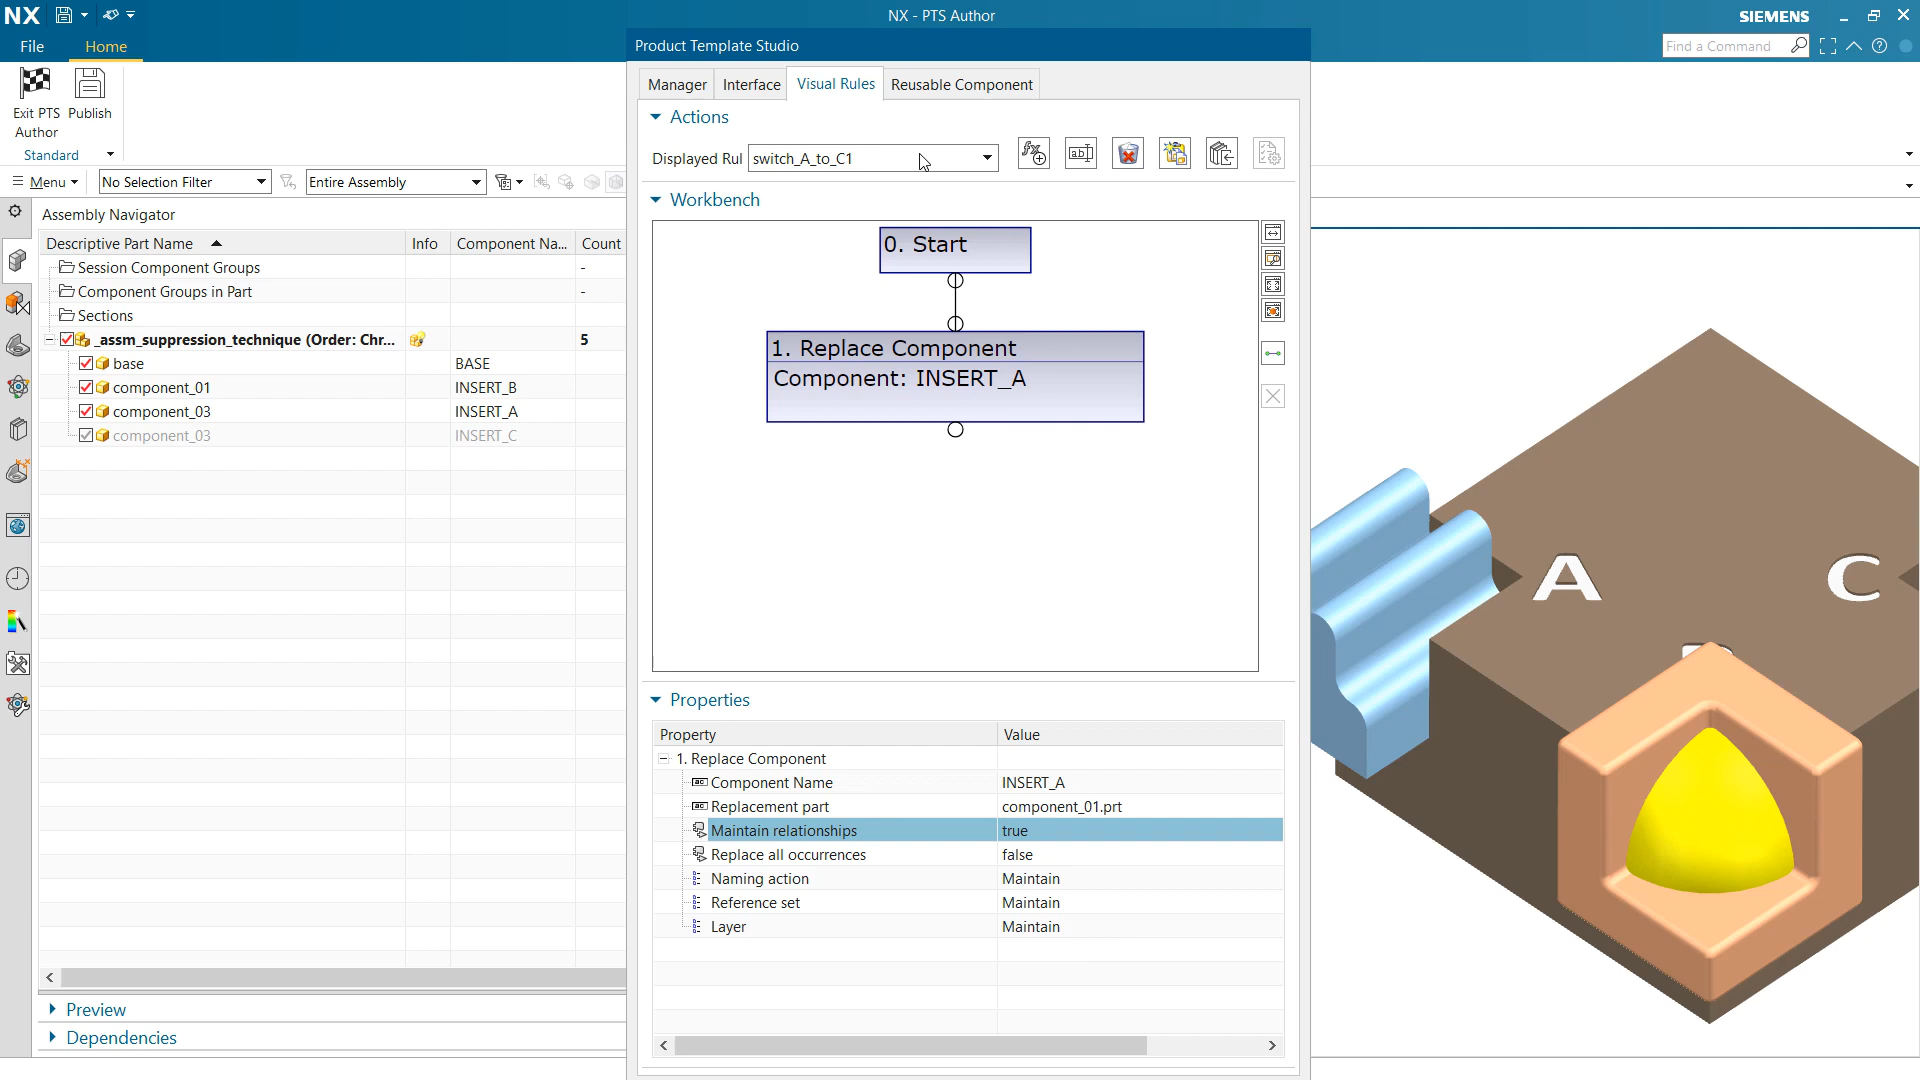 NX
NX - PTS Author
SIEMENS
File
Home
Find a Command
Exit PTS Author
Publish
Standard
Menu
No Selection Filter
Entire Assembly
Assembly Navigator
Descriptive Part Name
Info
Component Na...
Count
Session Component Groups
-
Component Groups in Part
-
Sections
_assm_suppression_technique (Order: Chr...
5
base
BASE
component_01
INSERT_B
component_03
INSERT_A
component_03
INSERT_C
Preview
Dependencies
Product Template Studio
Manager
Interface
Visual Rules
Reusable Component
Actions
Displayed Rul
switch_A_to_C1
Workbench
0. Start
1. Replace Component
Component: INSERT_A
Properties
Property
Value
1. Replace Component
Component Name
INSERT_A
Replacement part
component_01.prt
Maintain relationships
true
Replace all occurrences
false
Naming action
Maintain
Reference set
Maintain
Layer
Maintain
A
C